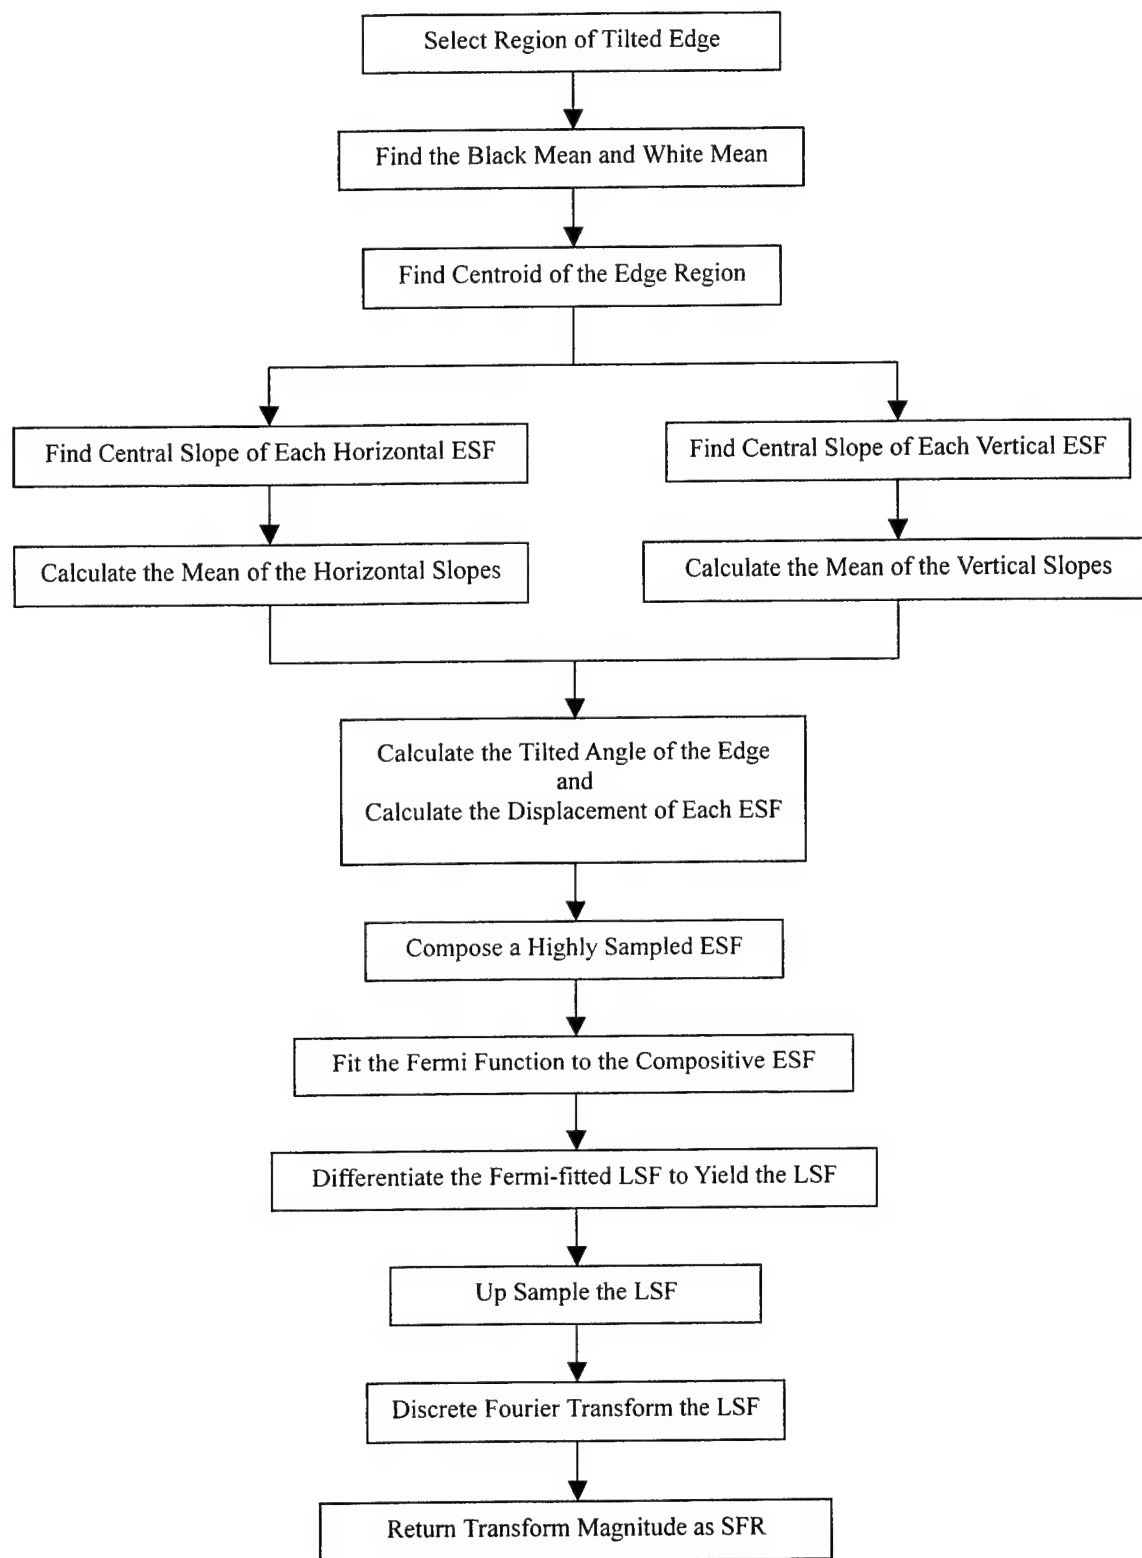 Select Region of Tilted Edge
Find the Black Mean and White Mean
Find Centroid of the Edge Region
Find Central Slope of Each Horizontal ESF
Find Central Slope of Each Vertical ESF
Calculate the Mean of the Horizontal Slopes
Calculate the Mean of the Vertical Slopes
Calculate the Tilted Angle of the Edge
and
Calculate the Displacement of Each ESF
Compose a Highly Sampled ESF
Fit the Fermi Function to the Compositive ESF
Differentiate the Fermi-fitted LSF to Yield the LSF
Up Sample the LSF
Discrete Fourier Transform the LSF
Return Transform Magnitude as SFR